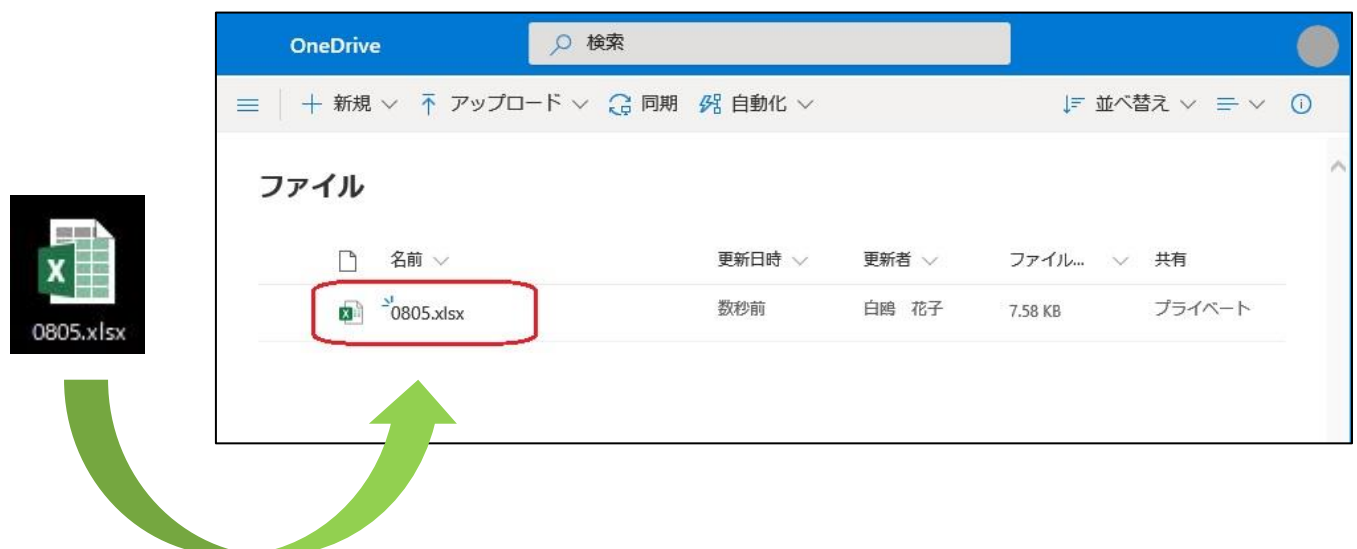 OneDrive
検索
新規 アップロード 同期 自動化 並べ替え
ファイル
名前 更新日時 更新者 ファイル... 共有
0805.xlsx 数秒前 白鴎 花子 7.58 KB プライベート
X
0805.xlsx